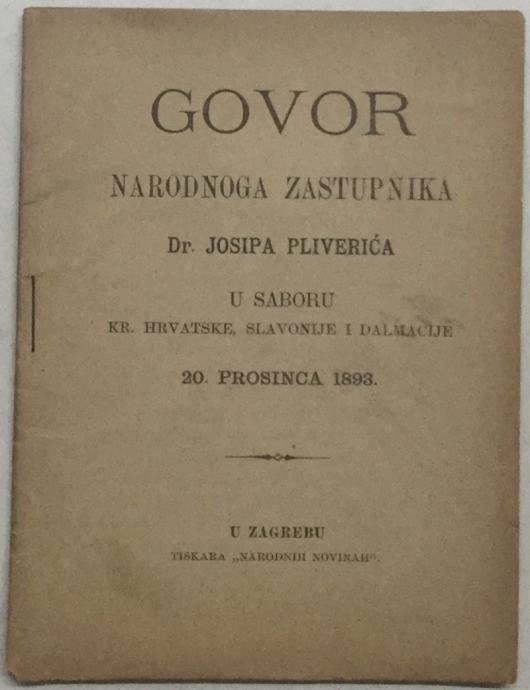 GOVOR
NARODNOGA ZASTUPNIKA
Dr. JOSIPA PLIVERIĆA
U SABORU
KR. HRVATSKE, SLAVONIJE I DALMACIJE
20. PROSINCA 1893.
U ZAGREBU
TISKARA „NARODNIH NOVINAH“.